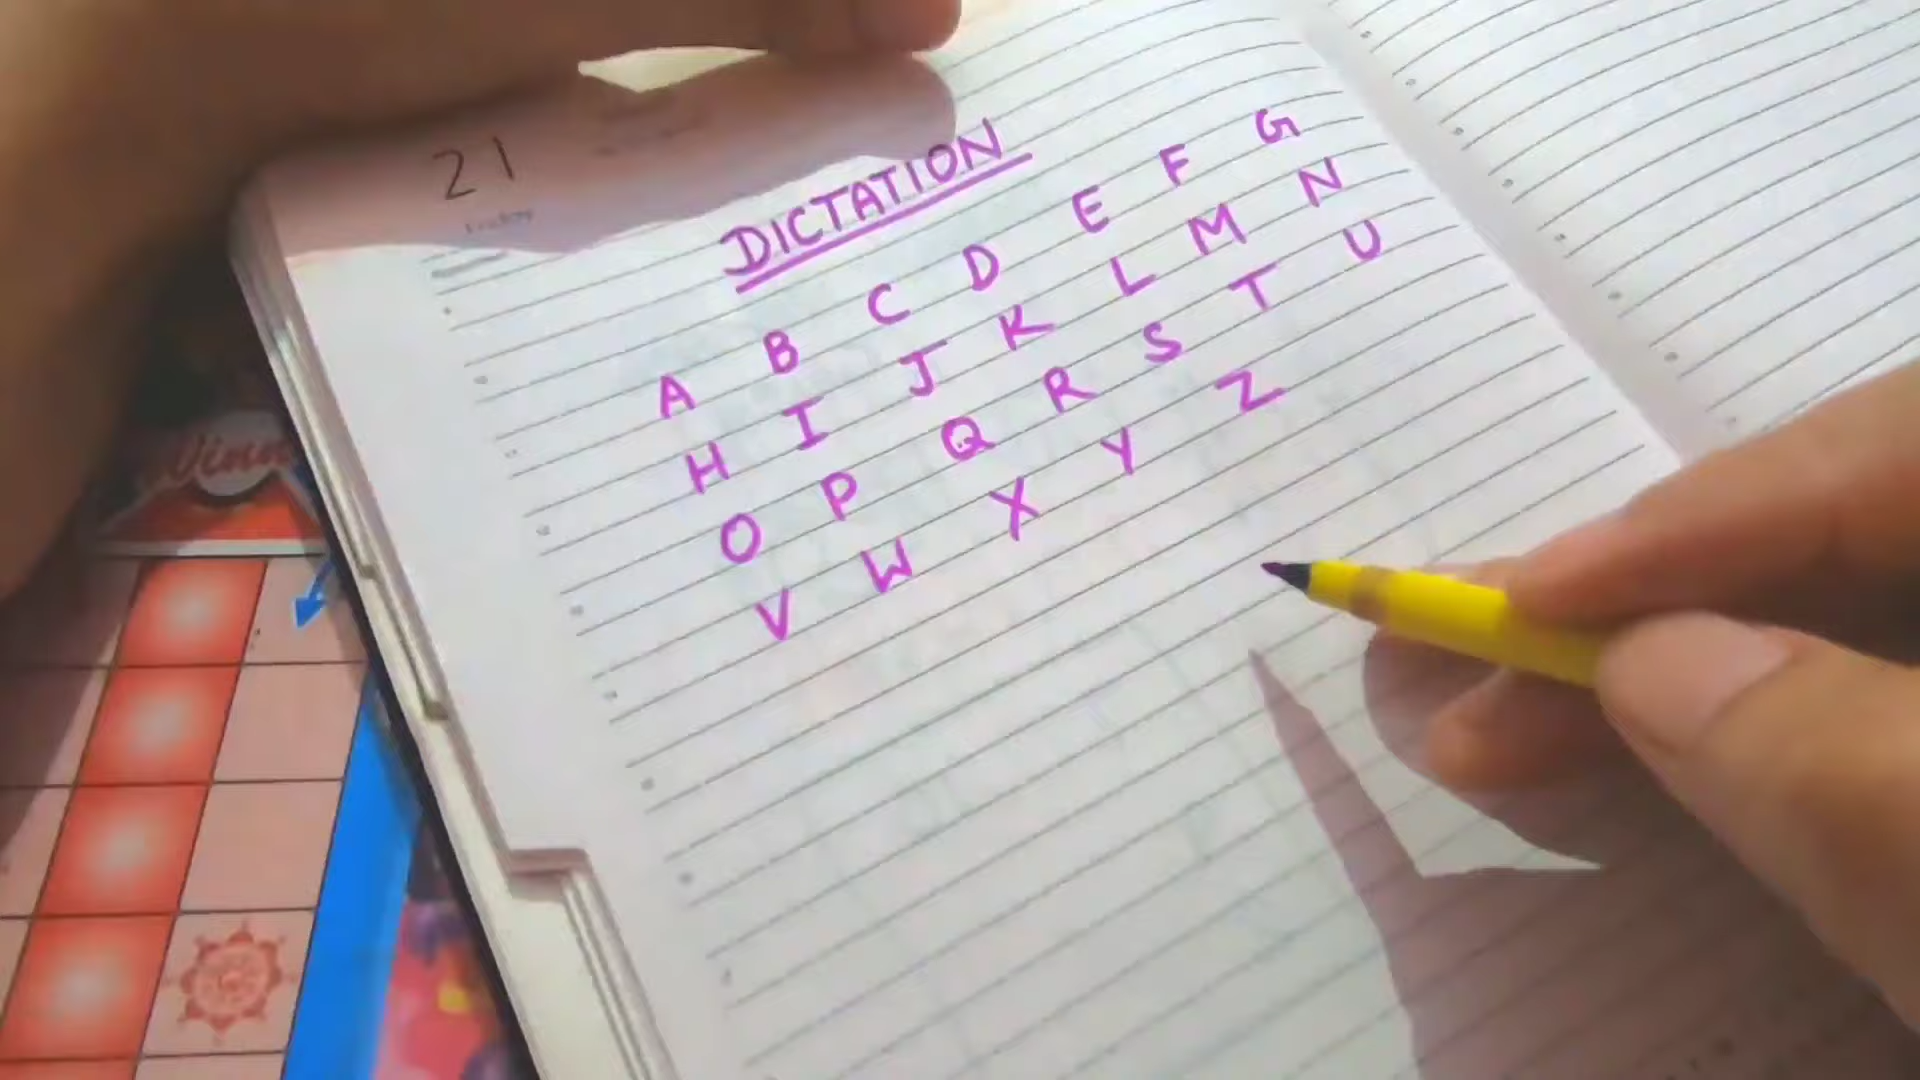 21
DICTATION
A B C D E F G
H I J K L M N
O P Q R S T U
V W X Y Z